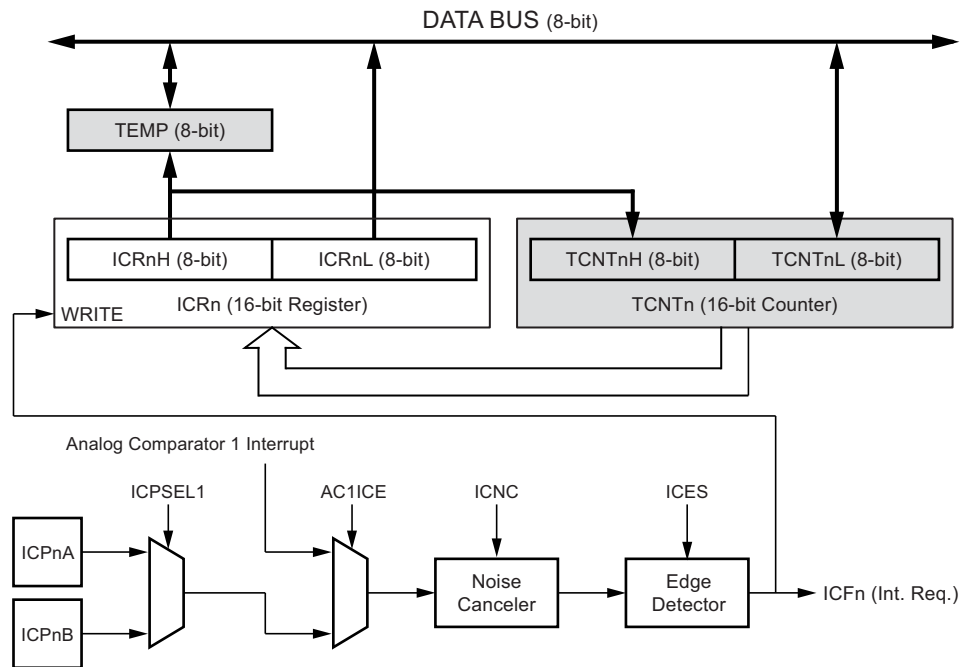 DATA BUS (8-bit)
TEMP (8-bit)
ICRnH (8-bit) ICRnL (8-bit) TCNTnH (8-bit) TCNTnL (8-bit)
ICRn (16-bit Register) TCNTn (16-bit Counter)
WRITE
Analog Comparator 1 Interrupt
ICPSEL1 AC1ICE ICNC ICES
ICPnA
Noise Edge
Canceler Detector ICFn (Int. Req.)
ICPnB